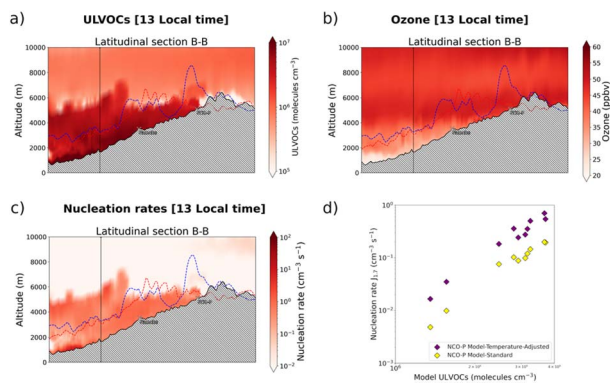 a)
ULVOCs [13 Local time]
Latitudinal section B-B
10000
8000
6000
4000
2000
0
Altitude (m)
10⁷
10⁶
10⁵
ULVOCs (molecules cm⁻³)
b)
Ozone [13 Local time]
Latitudinal section B-B
10000
8000
6000
4000
2000
0
Altitude (m)
60
55
50
45
40
35
30
25
20
Ozone (ppbv)
c)
Nucleation rates [13 Local time]
Latitudinal section B-B
10000
8000
6000
4000
2000
0
Altitude (m)
10²
10¹
10⁰
10⁻¹
10⁻²
Nucleation rate (cm⁻³ s⁻¹)
d)
10⁰
10⁻¹
10⁻²
10⁻³
Nucleation rate J₁.₇ (cm⁻³ s⁻¹)
NCO-P Model-Temperature-Adjusted
NCO-P Model-Standard
Model ULVOCs (molecules cm⁻³)